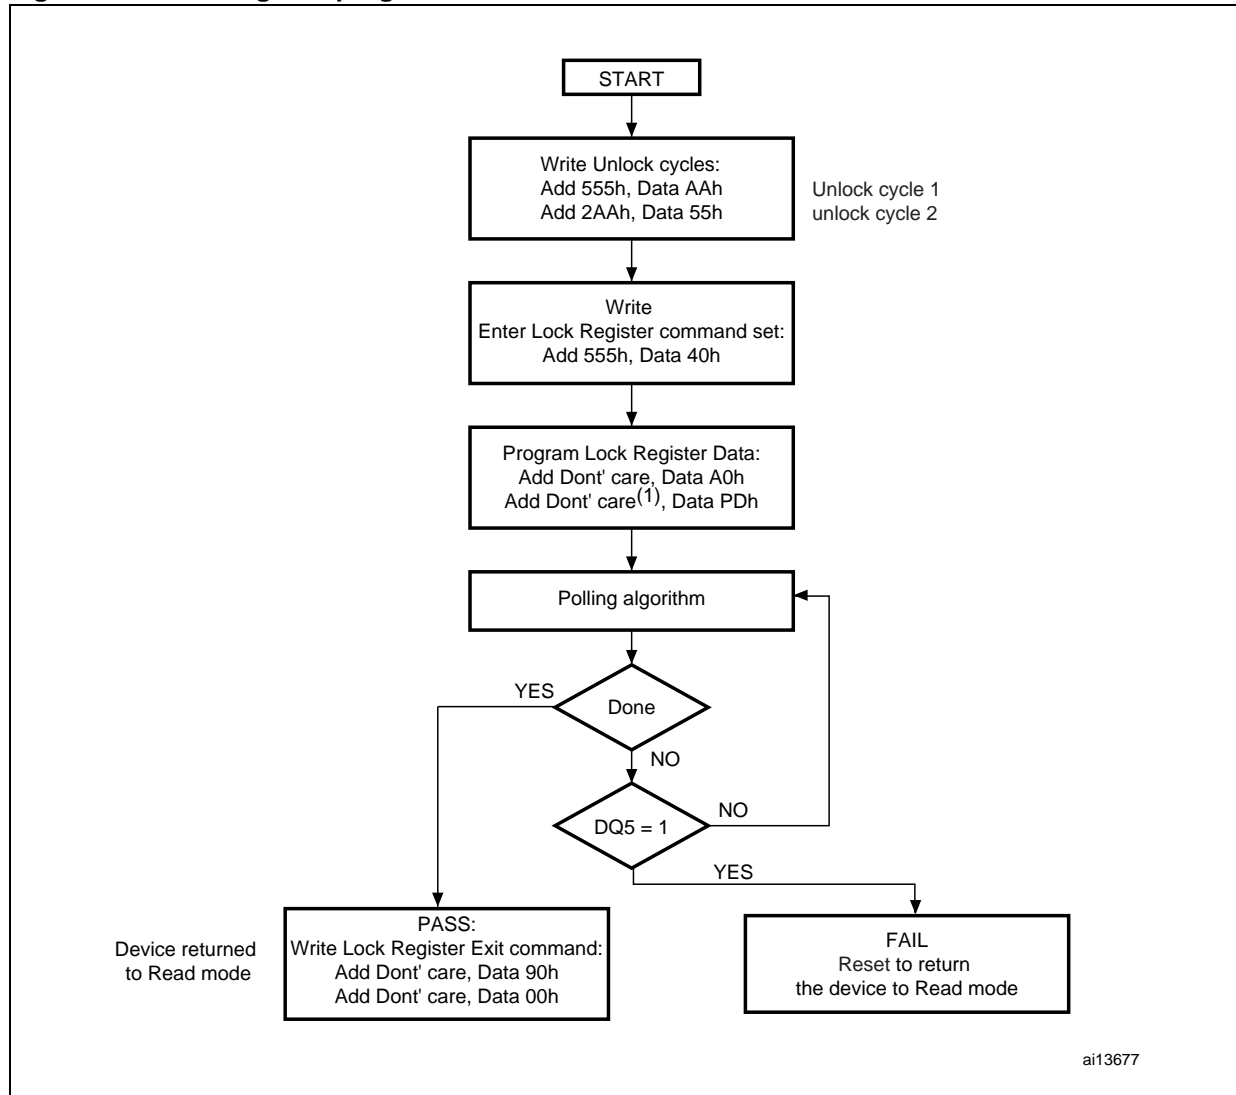 START
Write Unlock cycles:
Add 555h, Data AAh
Add 2AAh, Data 55h
Unlock cycle 1
unlock cycle 2
Write
Enter Lock Register command set:
Add 555h, Data 40h
Program Lock Register Data:
Add Dont' care, Data A0h
Add Dont' care(1), Data PDh
Polling algorithm
YES
Done
NO
DQ5 = 1
NO
YES
Device returned
to Read mode
PASS:
Write Lock Register Exit command:
Add Dont' care, Data 90h
Add Dont' care, Data 00h
FAIL
Reset to return
the device to Read mode
ai13677